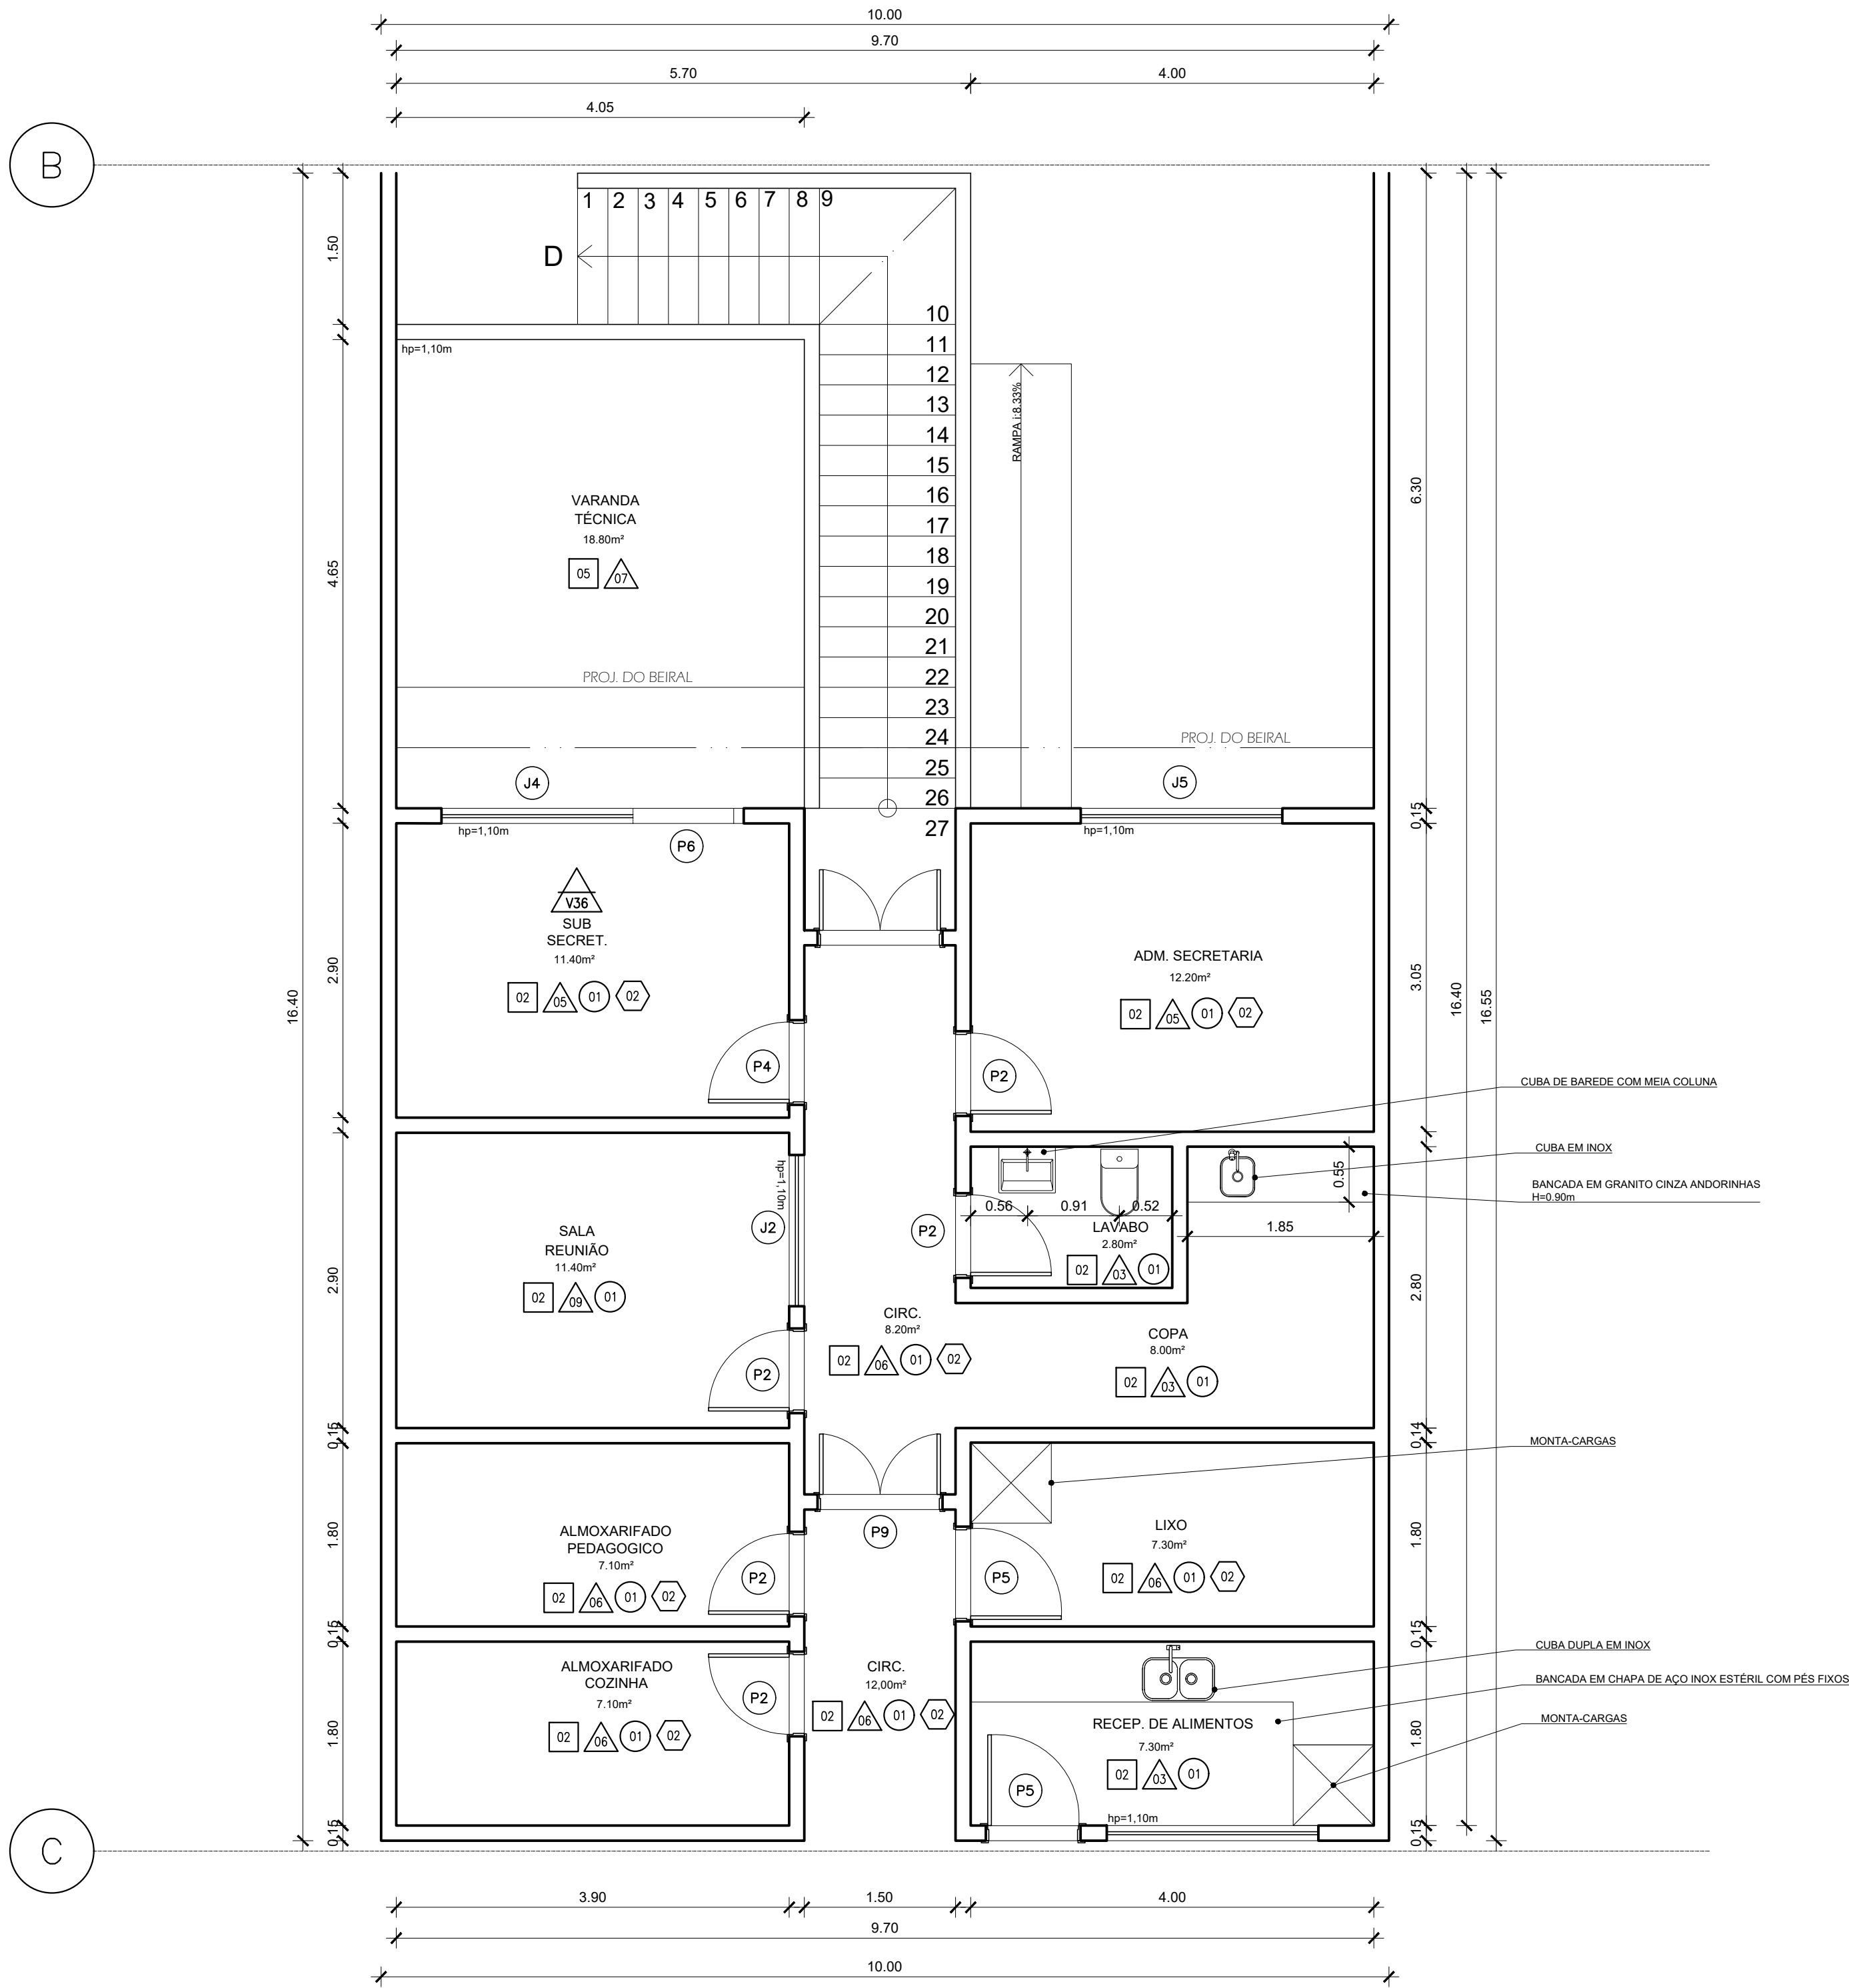 10.00
9.70
5.70
4.00
4.05
B
1 2 3 4 5 6 7 8 9
D
10
11
12
13
14
15
16
17
18
19
20
21
22
23
24
25
26
27
hp=1,10m
RAMPA i:8.33%
VARANDA
TÉCNICA
18.80m²
05 07
PROJ. DO BEIRAL
PROJ. DO BEIRAL
J4
J5
hp=1,10m
hp=1,10m
P6
V36
SUB
SECRET.
11.40m²
02 05 01 02
P4
ADM. SECRETARIA
12.20m²
02 05 01 02
P2
CUBA DE BAREDE COM MEIA COLUNA
CUBA EM INOX
BANCADA EM GRANITO CINZA ANDORINHAS
H=0.90m
0.55
0.56 0.91 0.52
1.85
LAVABO
2.80m²
02 03 01
P2
hp=1,10m
J2
SALA
REUNIÃO
11.40m²
02 09 01
P2
CIRC.
8.20m²
02 06 01 02
COPA
8.00m²
02 03 01
MONTA-CARGAS
P9
ALMOXARIFADO
PEDAGOGICO
7.10m²
02 06 01 02
P2
LIXO
7.30m²
02 06 01 02
P5
ALMOXARIFADO
COZINHA
7.10m²
02 06 01 02
P2
CIRC.
12,00m²
02 06 01 02
CUBA DUPLA EM INOX
BANCADA EM CHAPA DE AÇO INOX ESTÉRIL COM PÉS FIXOS
MONTA-CARGAS
RECEP. DE ALIMENTOS
7.30m²
02 03 01
P5
hp=1,10m
C
1.50
4.65
2.90
2.90
0.15
1.80
0.15
1.80
0.15
16.40
6.30
0.15
3.05
2.80
0.14
1.80
0.15
1.80
0.15
16.40
16.55
3.90
1.50
4.00
9.70
10.00